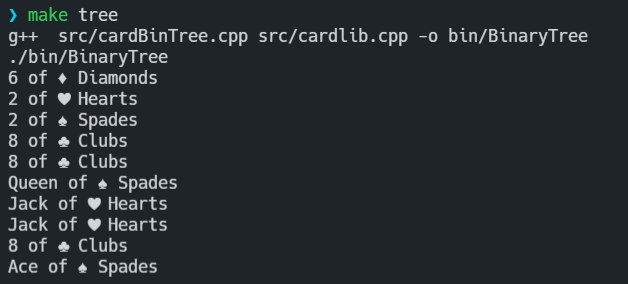 ❯ make tree
g++  src/cardBinTree.cpp src/cardlib.cpp -o bin/BinaryTree
./bin/BinaryTree
6 of ♦ Diamonds
2 of ♥ Hearts
2 of ♠ Spades
8 of ♣ Clubs
8 of ♣ Clubs
Queen of ♠ Spades
Jack of ♥ Hearts
Jack of ♥ Hearts
8 of ♣ Clubs
Ace of ♠ Spades